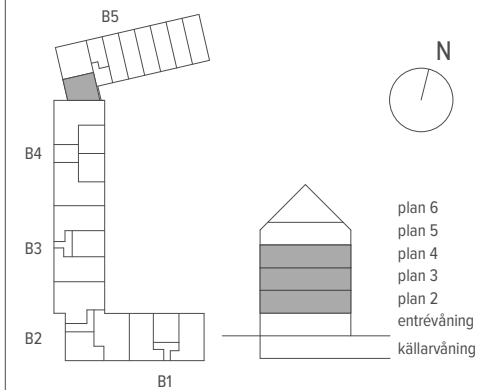 B5
N
B4
B3
B2
B1
plan 6
plan 5
plan 4
plan 3
plan 2
entrévåning
källarvåning